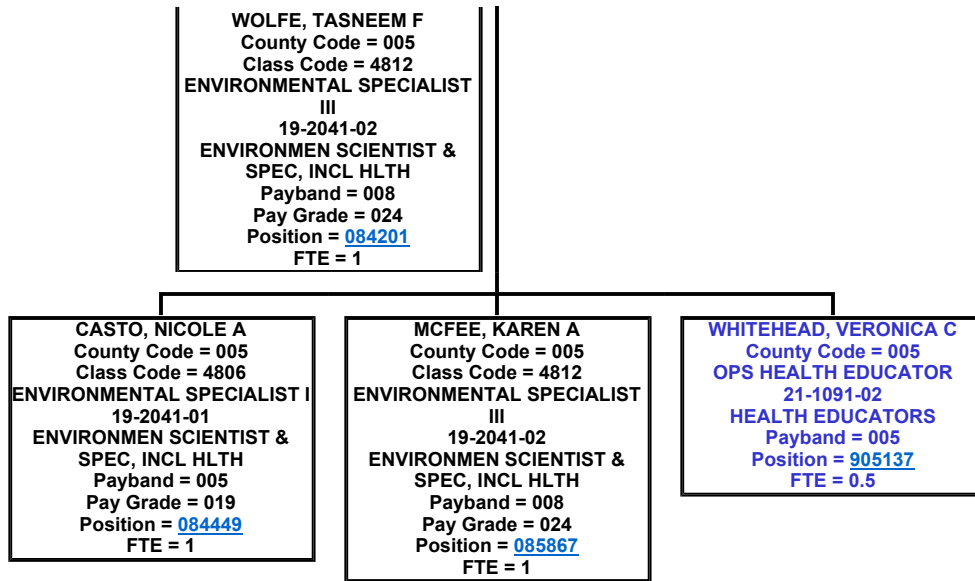 WOLFE, TASNEEM F
County Code = 005
Class Code = 4812
ENVIRONMENTAL SPECIALIST
III
19-2041-02
ENVIRONMEN SCIENTIST &
SPEC, INCL HLTH
Payband = 008
Pay Grade = 024
Position = 084201
FTE = 1
CASTO, NICOLE A
County Code = 005
Class Code = 4806
ENVIRONMENTAL SPECIALIST I
19-2041-01
ENVIRONMEN SCIENTIST &
SPEC, INCL HLTH
Payband = 005
Pay Grade = 019
Position = 084449
FTE = 1
MCFEE, KAREN A
County Code = 005
Class Code = 4812
ENVIRONMENTAL SPECIALIST
III
19-2041-02
ENVIRONMEN SCIENTIST &
SPEC, INCL HLTH
Payband = 008
Pay Grade = 024
Position = 085867
FTE = 1
WHITEHEAD, VERONICA C
County Code = 005
OPS HEALTH EDUCATOR
21-1091-02
HEALTH EDUCATORS
Payband = 005
Position = 905137
FTE = 0.5